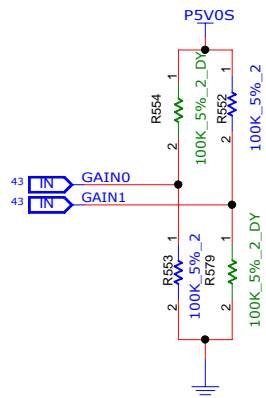 P5V0S
1
1
R554
100K_5%_2_DY
R552
100K_5%_2
2
2
43 IN GAIN0
43 IN GAIN1
1
1
R553
100K_5%_2
R579
100K_5%_2_DY
2
2